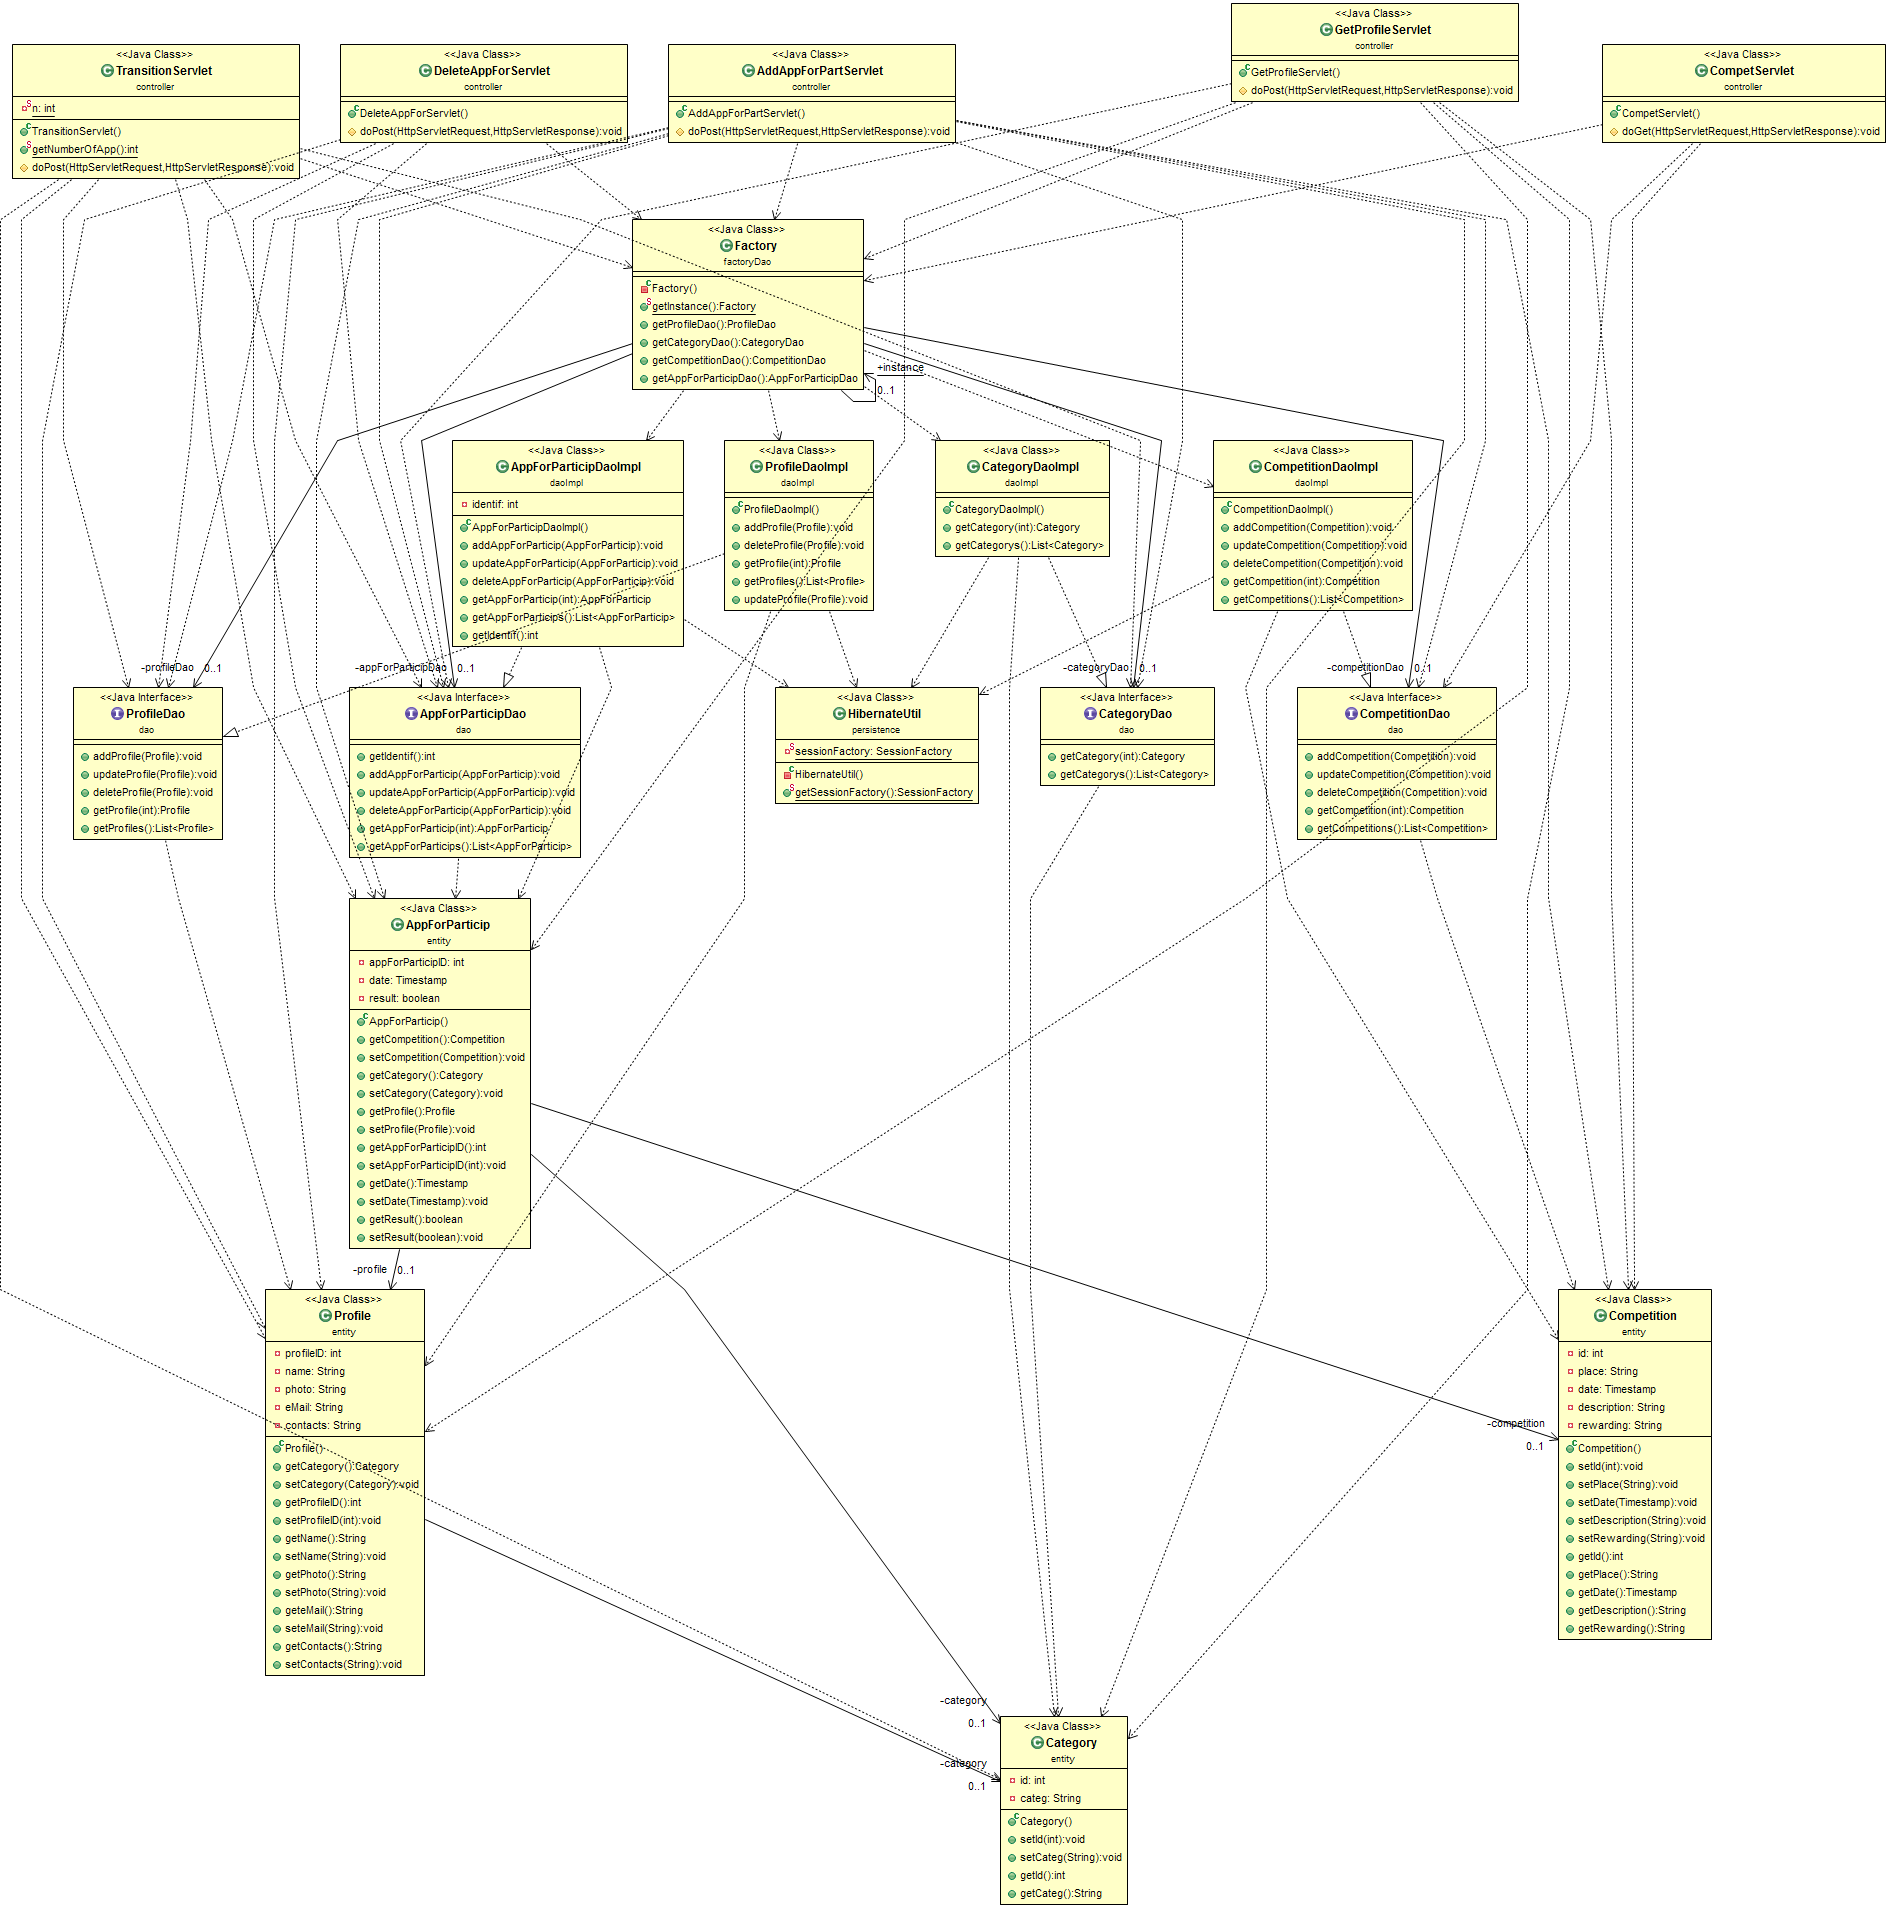 <<Java Class>>
TransitionServlet
controller
n: int
TransitionServlet()
getNumberOfApp():int
doPost(HttpServletRequest,HttpServletResponse):void
<<Java Class>>
DeleteAppForServlet
controller
DeleteAppForServlet()
doPost(HttpServletRequest,HttpServletResponse):void
<<Java Class>>
AddAppForPartServlet
controller
AddAppForPartServlet()
doPost(HttpServletRequest,HttpServletResponse):void
<<Java Class>>
GetProfileServlet
controller
GetProfileServlet()
doPost(HttpServletRequest,HttpServletResponse):void
<<Java Class>>
CompetServlet
controller
CompetServlet()
doGet(HttpServletRequest,HttpServletResponse):void
<<Java Class>>
Factory
factoryDao
Factory()
getInstance():Factory
getProfileDao():ProfileDao
getCategoryDao():CategoryDao
getCompetitionDao():CompetitionDao
getAppForParticipDao():AppForParticipDao
+instance
0..1
<<Java Class>>
AppForParticipDaoImpl
daoImpl
identif: int
AppForParticipDaoImpl()
addAppForParticip(AppForParticip):void
updateAppForParticip(AppForParticip):void
deleteAppForParticip(AppForParticip):void
getAppForParticip(int):AppForParticip
getAppForParticips():List<AppForParticip>
getIdentif():int
<<Java Class>>
ProfileDaoImpl
daoImpl
ProfileDaoImpl()
addProfile(Profile):void
deleteProfile(Profile):void
getProfile(int):Profile
getProfiles():List<Profile>
updateProfile(Profile):void
<<Java Class>>
CategoryDaoImpl
daoImpl
CategoryDaoImpl()
getCategory(int):Category
getCategorys():List<Category>
<<Java Class>>
CompetitionDaoImpl
daoImpl
CompetitionDaoImpl()
addCompetition(Competition):void
updateCompetition(Competition):void
deleteCompetition(Competition):void
getCompetition(int):Competition
getCompetitions():List<Competition>
-profileDao
0..1
-appForParticipDao
0..1
-categoryDao
0..1
-competitionDao
0..1
<<Java Interface>>
ProfileDao
dao
addProfile(Profile):void
updateProfile(Profile):void
deleteProfile(Profile):void
getProfile(int):Profile
getProfiles():List<Profile>
<<Java Interface>>
AppForParticipDao
dao
getIdentif():int
addAppForParticip(AppForParticip):void
updateAppForParticip(AppForParticip):void
deleteAppForParticip(AppForParticip):void
getAppForParticip(int):AppForParticip
getAppForParticips():List<AppForParticip>
<<Java Class>>
HibernateUtil
persistence
sessionFactory: SessionFactory
HibernateUtil()
getSessionFactory():SessionFactory
<<Java Interface>>
CategoryDao
dao
getCategory(int):Category
getCategorys():List<Category>
<<Java Interface>>
CompetitionDao
dao
addCompetition(Competition):void
updateCompetition(Competition):void
deleteCompetition(Competition):void
getCompetition(int):Competition
getCompetitions():List<Competition>
<<Java Class>>
AppForParticip
entity
appForParticipID: int
date: Timestamp
result: boolean
AppForParticip()
getCompetition():Competition
setCompetition(Competition):void
getCategory():Category
setCategory(Category):void
getProfile():Profile
setProfile(Profile):void
getAppForParticipID():int
setAppForParticipID(int):void
getDate():Timestamp
setDate(Timestamp):void
getResult():boolean
setResult(boolean):void
-profile
0..1
<<Java Class>>
Profile
entity
profileID: int
name: String
photo: String
eMail: String
contacts: String
Profile()
getCategory():Category
setCategory(Category):void
getProfileID():int
setProfileID(int):void
getName():String
setName(String):void
getPhoto():String
setPhoto(String):void
geteMail():String
seteMail(String):void
getContacts():String
setContacts(String):void
-competition
0..1
<<Java Class>>
Competition
entity
id: int
place: String
date: Timestamp
description: String
rewarding: String
Competition()
setId(int):void
setPlace(String):void
setDate(Timestamp):void
setDescription(String):void
setRewarding(String):void
getId():int
getPlace():String
getDate():Timestamp
getDescription():String
getRewarding():String
-category
0..1
-category
0..1
<<Java Class>>
Category
entity
id: int
categ: String
Category()
setId(int):void
setCateg(String):void
getId():int
getCateg():String